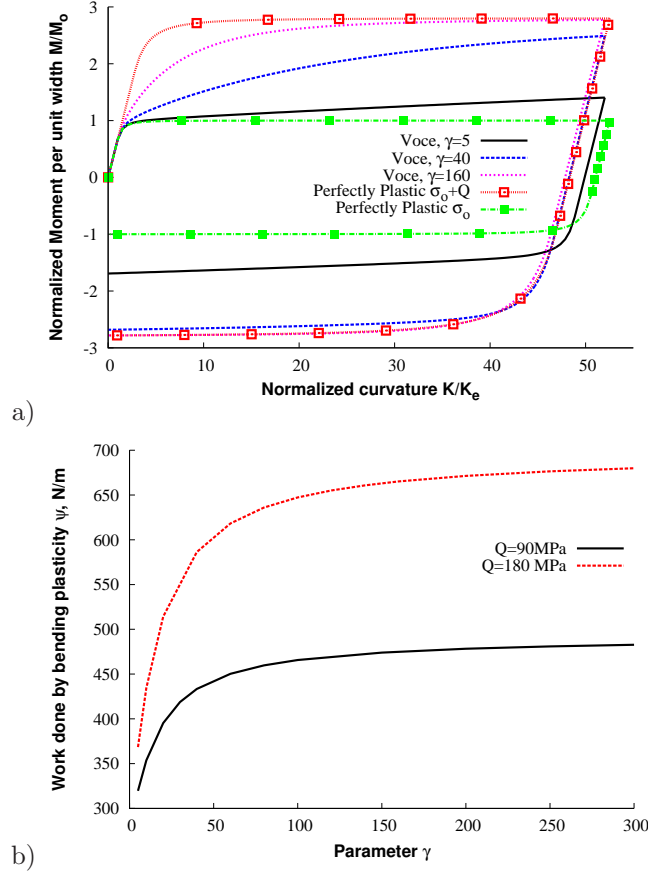 Normalized Moment per unit width M/Mo
3
2
1
0
-1
-2
-3
Voce, γ=5
Voce, γ=40
Voce, γ=160
Perfectly Plastic σo+Q
Perfectly Plastic σo
0 10 20 30 40 50
Normalized curvature K/Ke
a)
Work done by bending plasticity ψ, N/m
700
650
600
550
500
450
400
350
300
Q=90MPa
Q=180 MPa
0 50 100 150 200 250 300
Parameter γ
b)